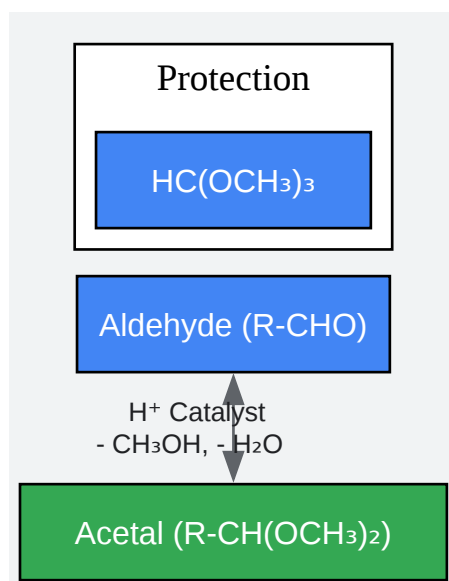 Protection
HC(OCH₃)₃
Aldehyde (R-CHO)
H⁺ Catalyst
- CH₃OH, - H₂O
Acetal (R-CH(OCH₃)₂)